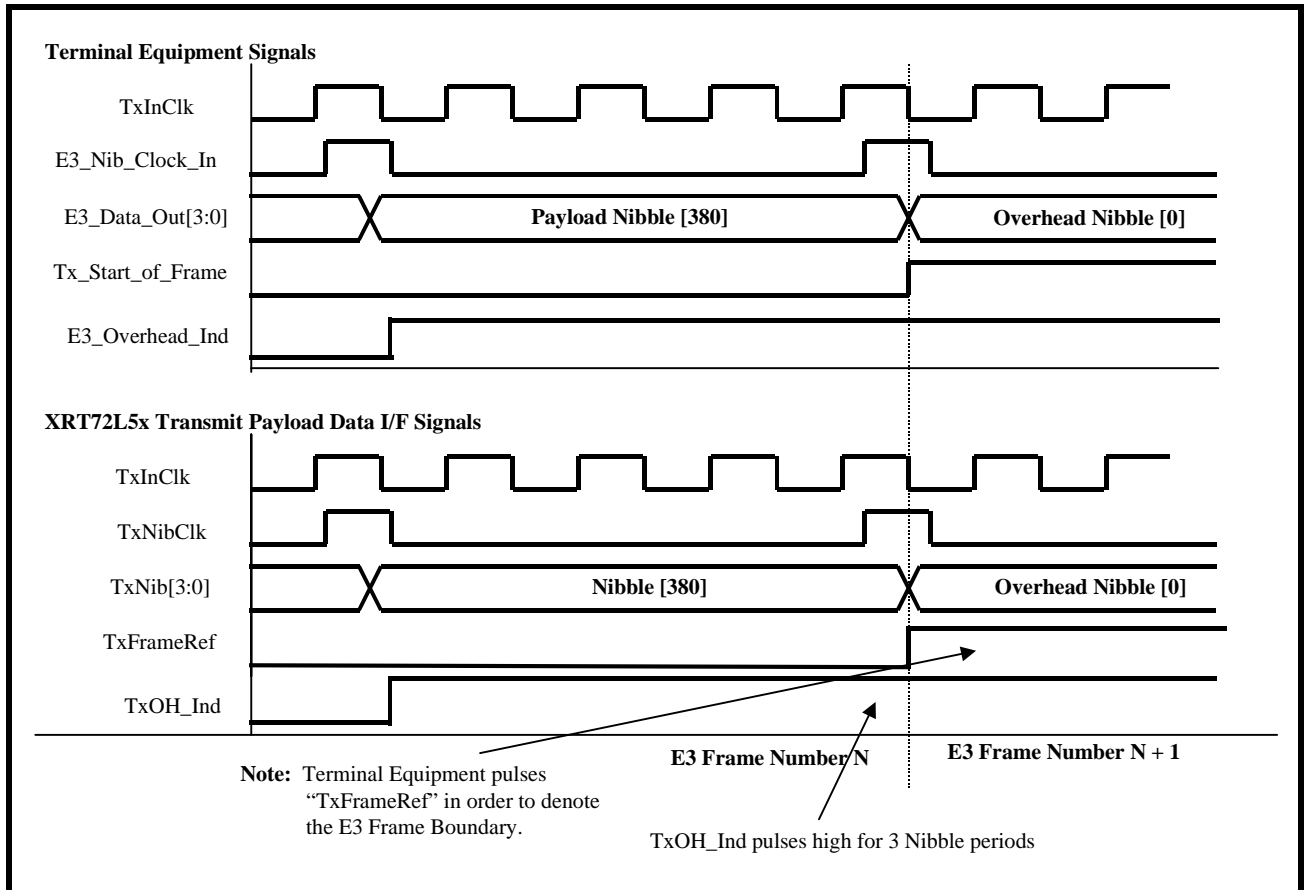 Terminal Equipment Signals
TxInClk
E3_Nib_Clock_In
E3_Data_Out[3:0]
Payload Nibble [380]
Overhead Nibble [0]
Tx_Start_of_Frame
E3_Overhead_Ind
XRT72L5x Transmit Payload Data I/F Signals
TxInClk
TxNibClk
TxNib[3:0]
Nibble [380]
Overhead Nibble [0]
TxFrameRef
TxOH_Ind
E3 Frame Number N
E3 Frame Number N + 1
Note: Terminal Equipment pulses
“TxFrameRef” in order to denote
the E3 Frame Boundary.
TxOH_Ind pulses high for 3 Nibble periods